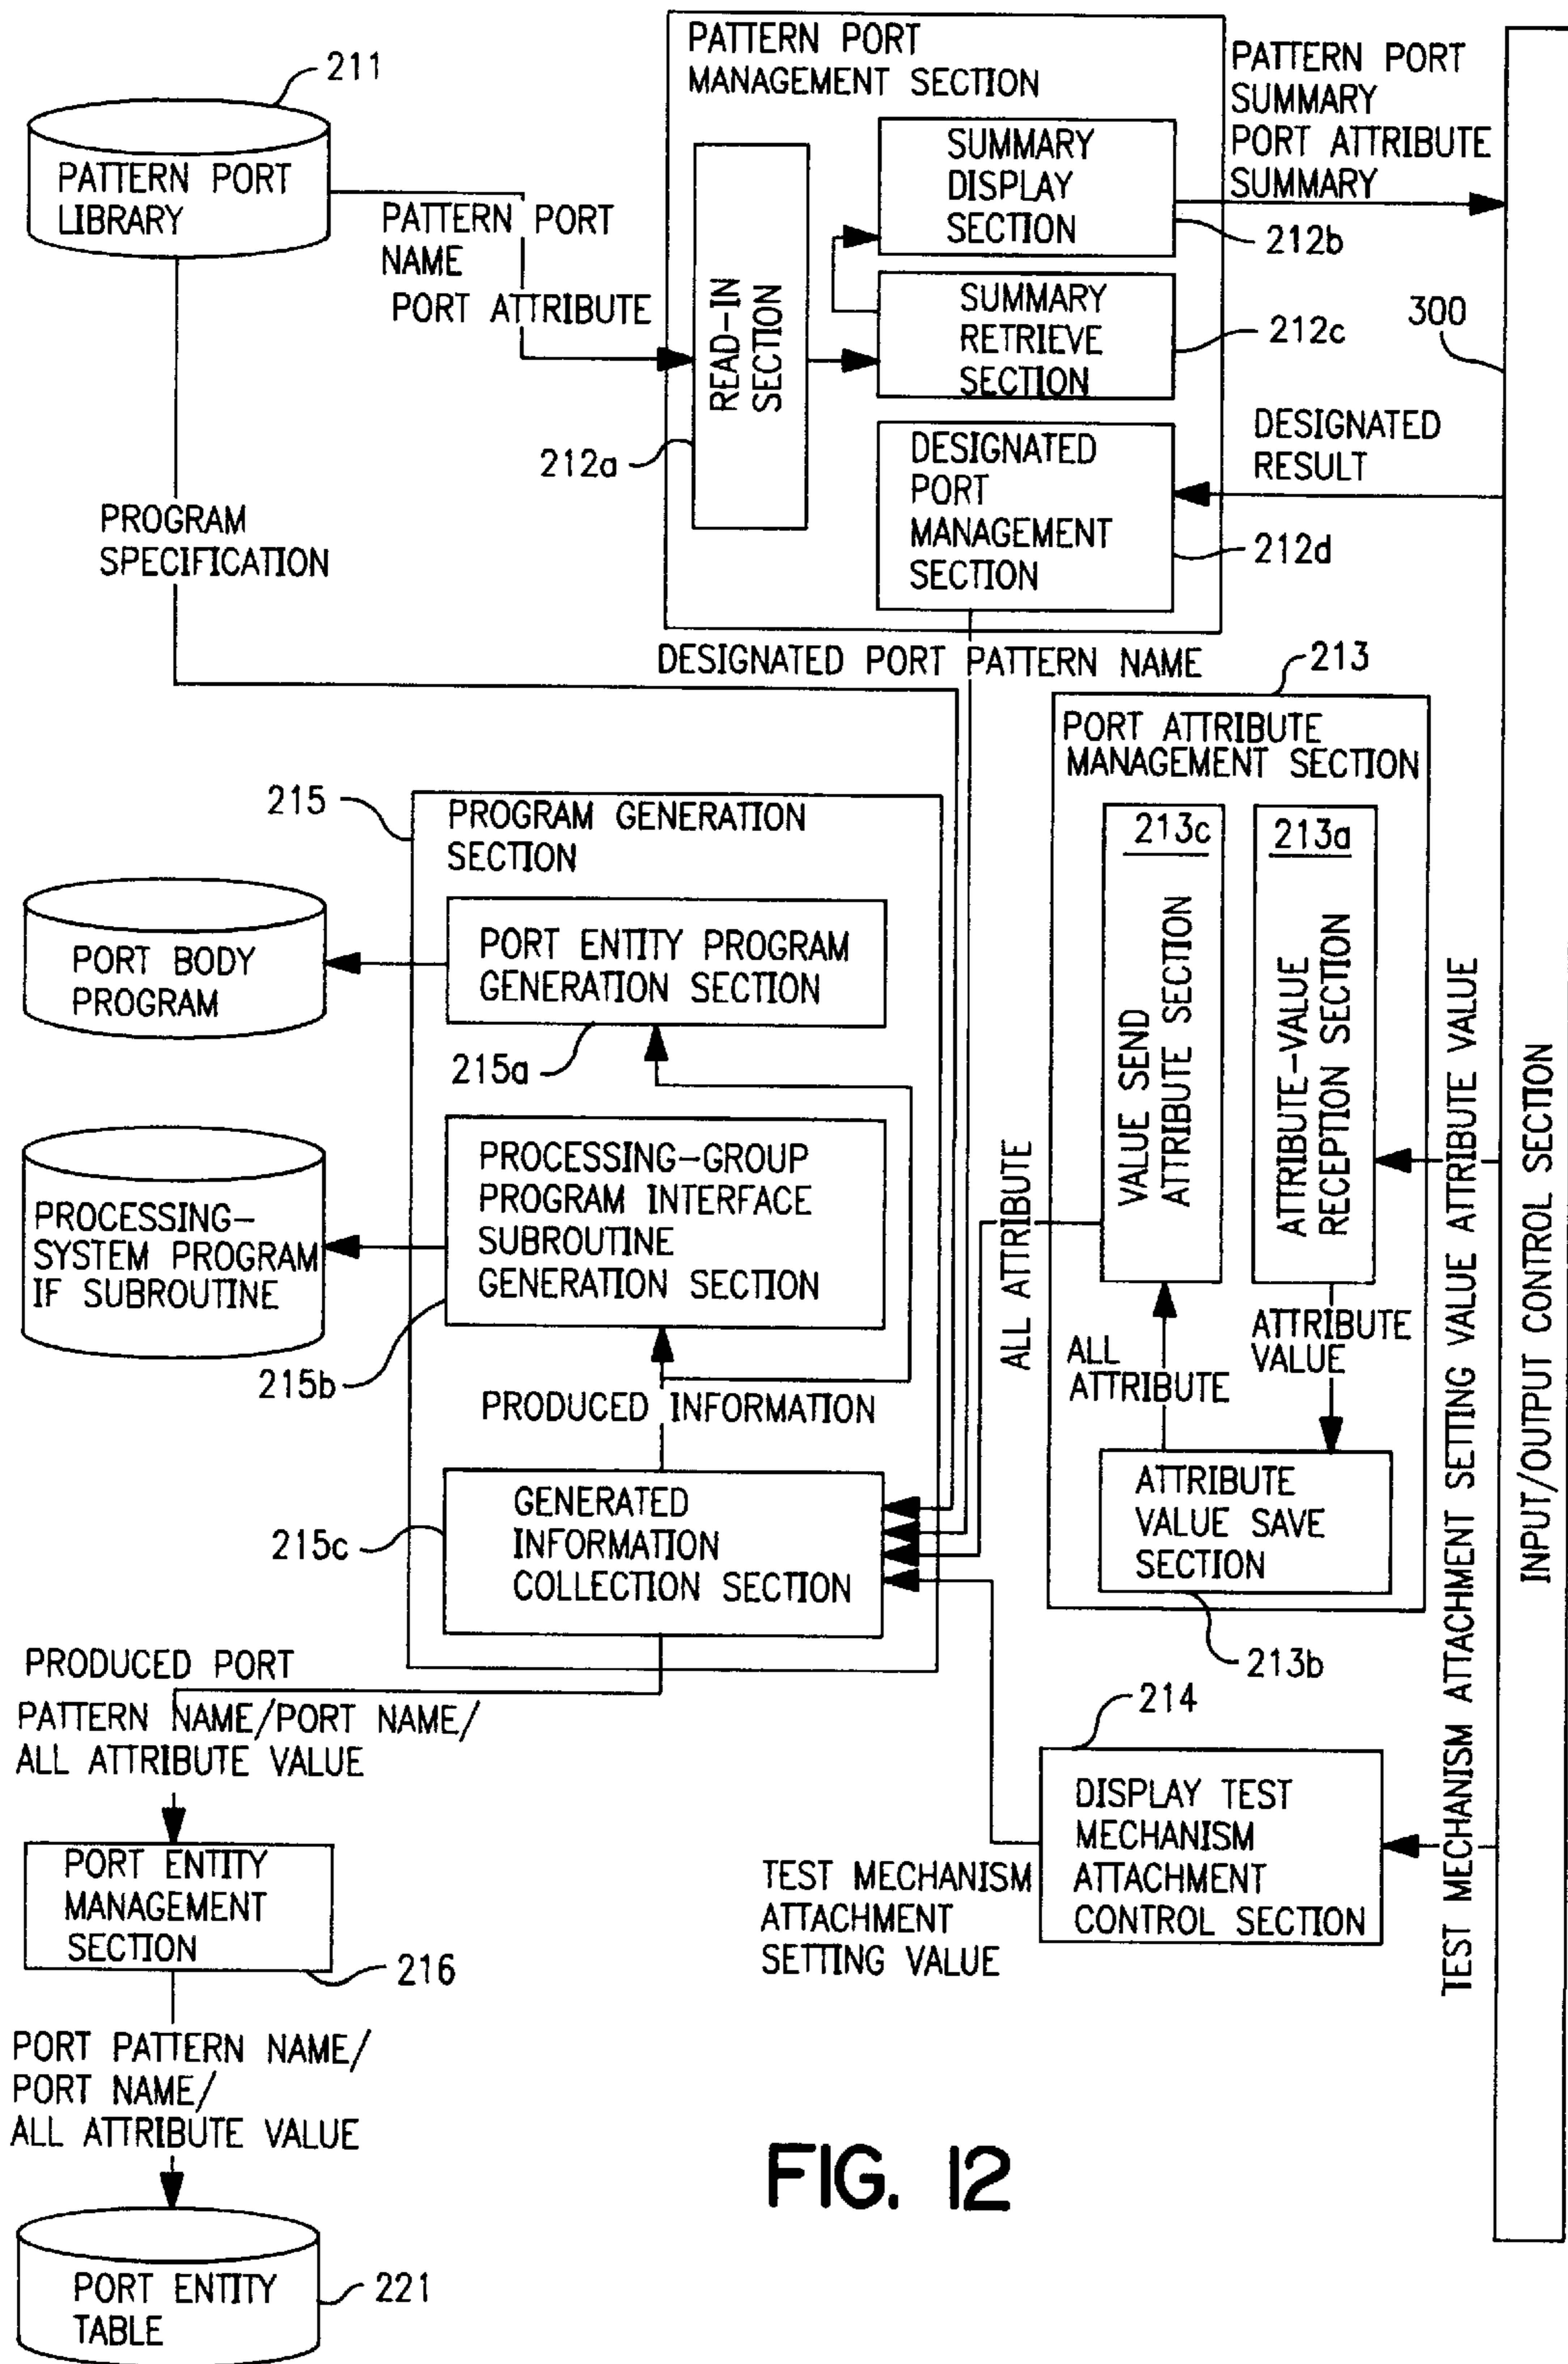 211
PATTERN PORT
LIBRARY
PATTERN PORT
NAME
PORT ATTRIBUTE
PROGRAM
SPECIFICATION
PATTERN PORT
MANAGEMENT SECTION
READ-IN
SECTION
212a
SUMMARY
DISPLAY
SECTION
212b
SUMMARY
RETRIEVE
SECTION
212c
DESIGNATED
PORT
MANAGEMENT
SECTION
212d
PATTERN PORT
SUMMARY
PORT ATTRIBUTE
SUMMARY
300
DESIGNATED
RESULT
DESIGNATED PORT PATTERN NAME
213
PORT ATTRIBUTE
MANAGEMENT SECTION
213c
VALUE SEND
ATTRIBUTE SECTION
213a
ATTRIBUTE-VALUE
RECEPTION SECTION
ALL ATTRIBUTE
ALL
ATTRIBUTE
ATTRIBUTE
VALUE
ATTRIBUTE
VALUE SAVE
SECTION
213b
TEST MECHANISM ATTACHMENT SETTING VALUE ATTRIBUTE VALUE
INPUT/OUTPUT CONTROL SECTION
215
PROGRAM GENERATION
SECTION
PORT BODY
PROGRAM
PORT ENTITY PROGRAM
GENERATION SECTION
215a
PROCESSING-
SYSTEM PROGRAM
IF SUBROUTINE
PROCESSING-GROUP
PROGRAM INTERFACE
SUBROUTINE
GENERATION SECTION
215b
PRODUCED INFORMATION
GENERATED
INFORMATION
COLLECTION SECTION
215c
PRODUCED PORT
PATTERN NAME/PORT NAME/
ALL ATTRIBUTE VALUE
214
DISPLAY TEST
MECHANISM
ATTACHMENT
CONTROL SECTION
TEST MECHANISM
ATTACHMENT
SETTING VALUE
PORT ENTITY
MANAGEMENT
SECTION
216
PORT PATTERN NAME/
PORT NAME/
ALL ATTRIBUTE VALUE
PORT ENTITY
TABLE
221
FIG. 12